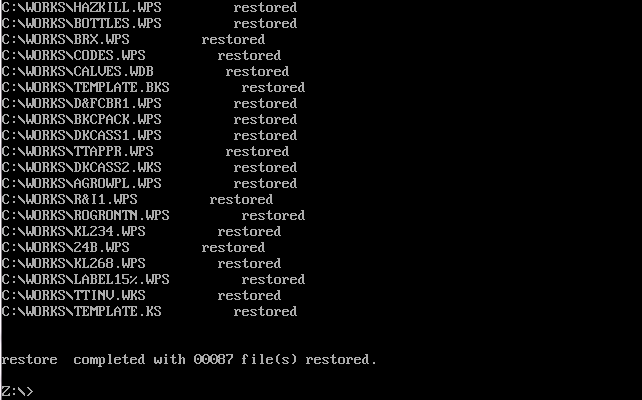 C:\WORKS\HAZKILL.WPS         restored
C:\WORKS\BOTTLES.WPS         restored
C:\WORKS\BRX.WPS         restored
C:\WORKS\CODES.WPS         restored
C:\WORKS\CALVES.WDB         restored
C:\WORKS\TEMPLATE.BKS         restored
C:\WORKS\D&FCBR1.WPS         restored
C:\WORKS\BKCPACK.WPS         restored
C:\WORKS\DKCASS1.WPS         restored
C:\WORKS\TTAPPR.WPS         restored
C:\WORKS\DKCASS2.WKS         restored
C:\WORKS\AGROWPL.WPS         restored
C:\WORKS\R&I1.WPS         restored
C:\WORKS\ROGRONTN.WPS         restored
C:\WORKS\KL234.WPS         restored
C:\WORKS\24B.WPS         restored
C:\WORKS\KL268.WPS         restored
C:\WORKS\LABEL15%.WPS         restored
C:\WORKS\TTINV.WKS         restored
C:\WORKS\TEMPLATE.KS         restored
restore  completed with 00087 file(s) restored.
Z:\>